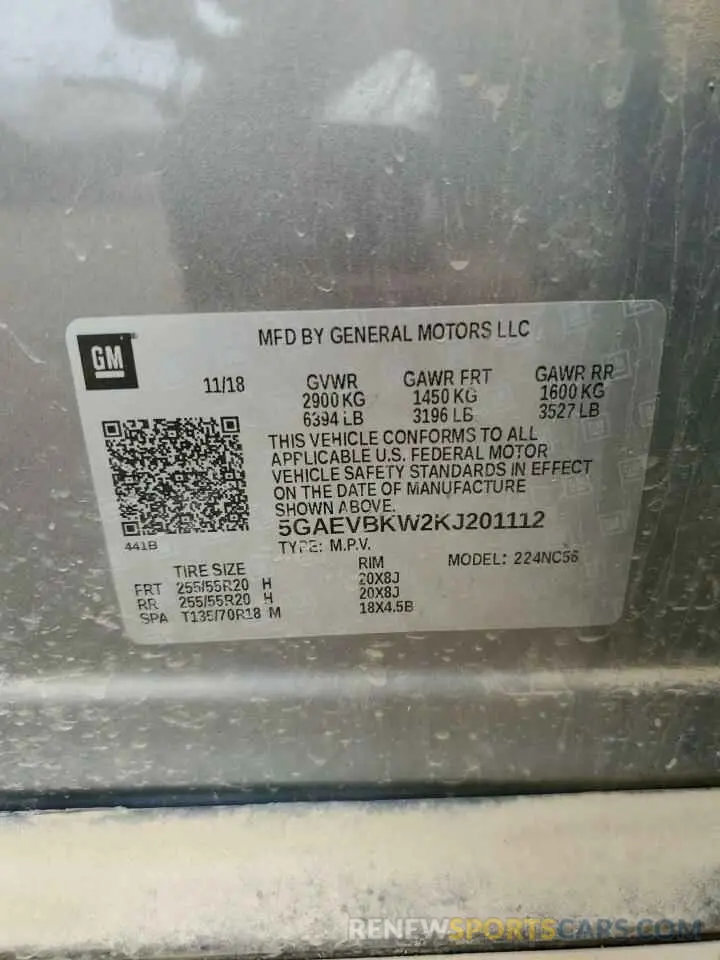 GM
MFD BY GENERAL MOTORS LLC
11/18 GVWR GAWR FRT GAWR RR
2900 KG 1450 KG 1600 KG
6394 LB 3196 LB 3527 LB
THIS VEHICLE CONFORMS TO ALL
APPLICABLE U.S. FEDERAL MOTOR
VEHICLE SAFETY STANDARDS IN EFFECT
ON THE DATE OF MANUFACTURE
SHOWN ABOVE.
5GAEVBKW2KJ201112
441B
TYPE: M.P.V. MODEL: 224NC56
TIRE SIZE RIM
FRT 255/55R20 H 20X8J
RR 255/55R20 H 20X8J
SPA T135/70R18 M 18X4.5B
RENEWSPORTSCARS.COM